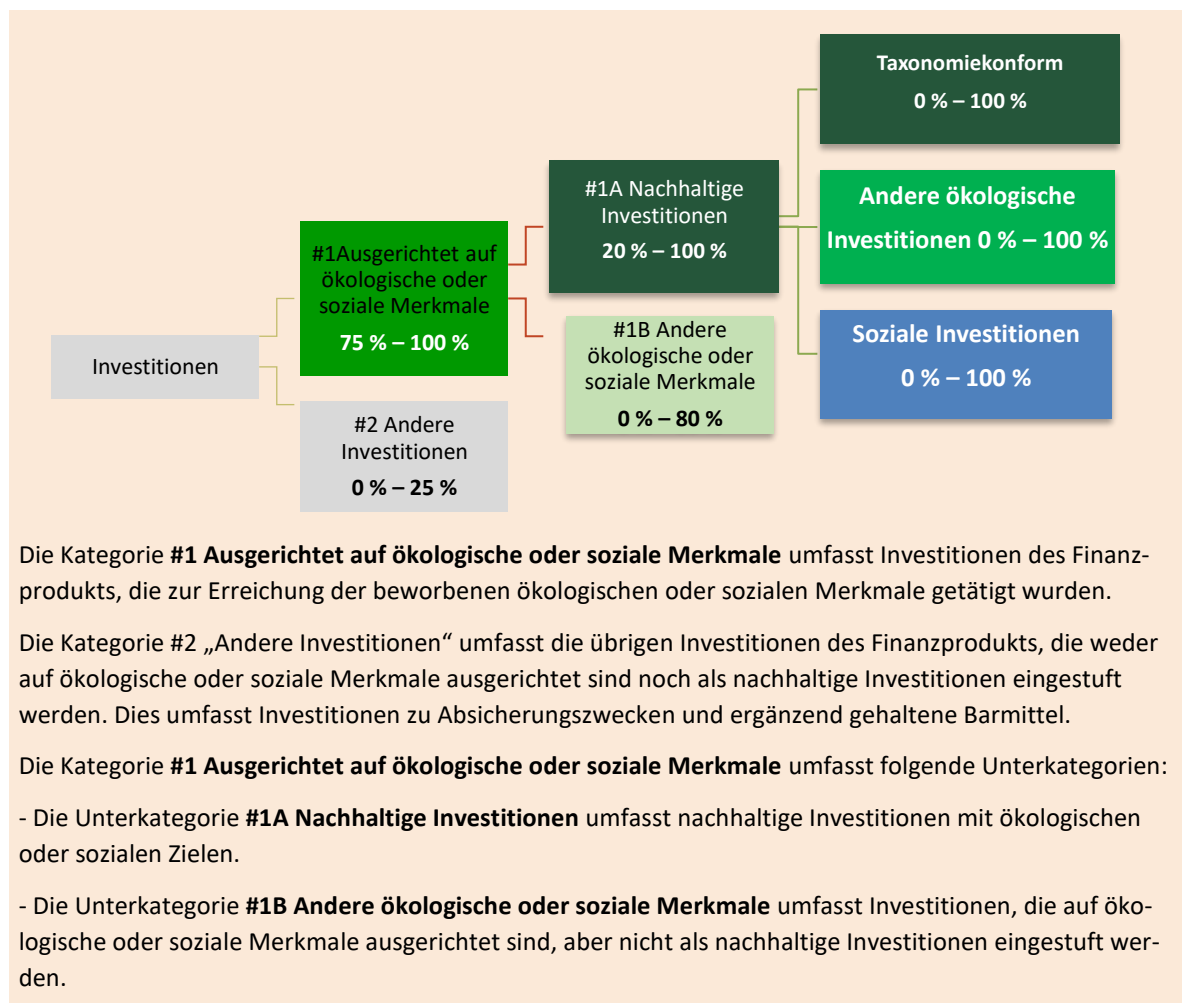 Taxonomiekonform
0 % – 100 %
#1A Nachhaltige
Investitionen
20 % – 100 %
Andere ökologische
Investitionen 0 % – 100 %
#1Ausgerichtet auf
ökologische oder
soziale Merkmale
75 % – 100 %
#1B Andere
ökologische oder
soziale Merkmale
0 % – 80 %
Soziale Investitionen
0 % – 100 %
Investitionen
#2 Andere
Investitionen
0 % – 25 %
Die Kategorie #1 Ausgerichtet auf ökologische oder soziale Merkmale umfasst Investitionen des Finanz-
produkts, die zur Erreichung der beworbenen ökologischen oder sozialen Merkmale getätigt wurden.
Die Kategorie #2 „Andere Investitionen“ umfasst die übrigen Investitionen des Finanzprodukts, die weder
auf ökologische oder soziale Merkmale ausgerichtet sind noch als nachhaltige Investitionen eingestuft
werden. Dies umfasst Investitionen zu Absicherungszwecken und ergänzend gehaltene Barmittel.
Die Kategorie #1 Ausgerichtet auf ökologische oder soziale Merkmale umfasst folgende Unterkategorien:
- Die Unterkategorie #1A Nachhaltige Investitionen umfasst nachhaltige Investitionen mit ökologischen
oder sozialen Zielen.
- Die Unterkategorie #1B Andere ökologische oder soziale Merkmale umfasst Investitionen, die auf öko-
logische oder soziale Merkmale ausgerichtet sind, aber nicht als nachhaltige Investitionen eingestuft wer-
den.